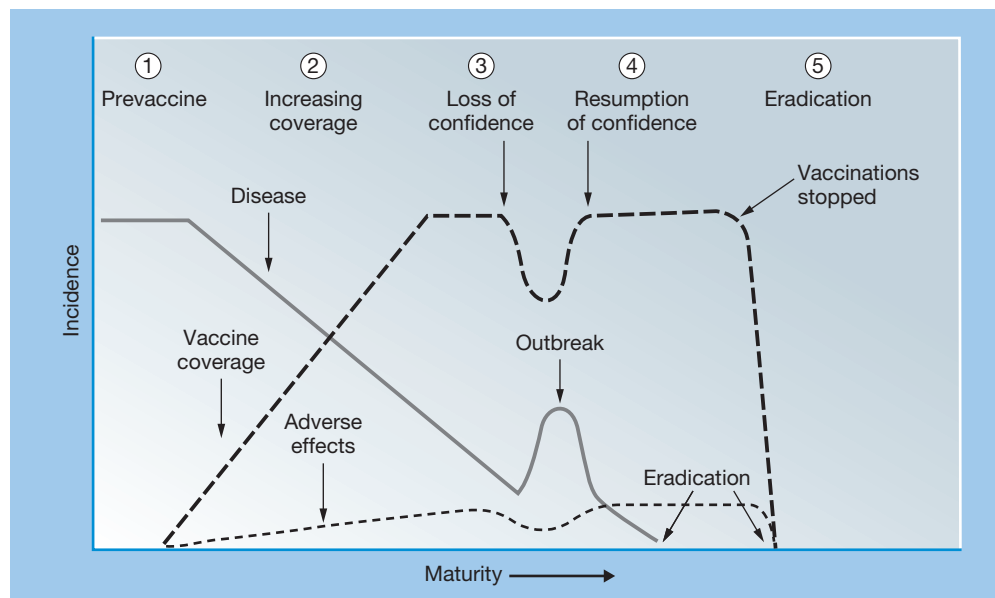 1
Prevaccine
2
Increasing
coverage
3
Loss of
confidence
4
Resumption
of confidence
5
Eradication
Vaccinations
stopped
Disease
Incidence
Vaccine
coverage
Outbreak
Adverse
effects
Eradication
Maturity